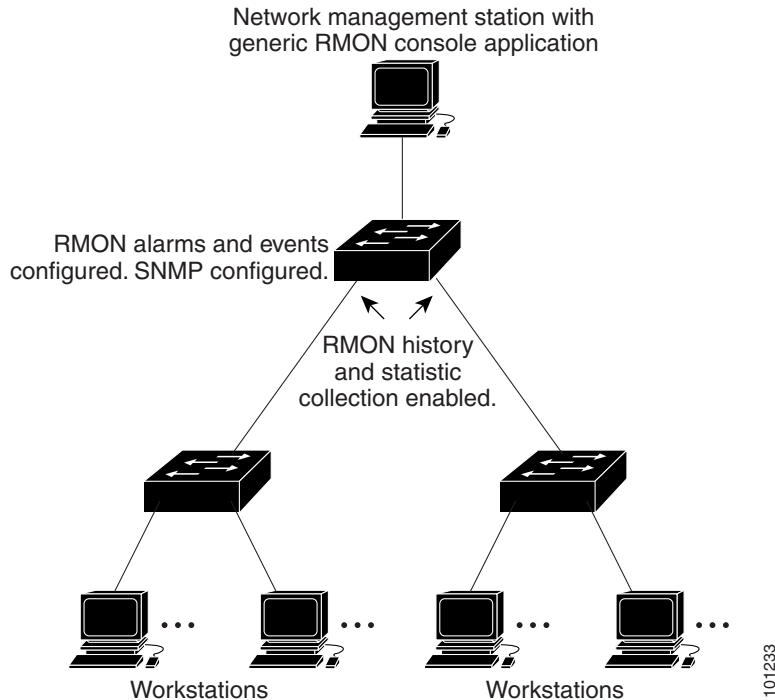 Network management station with
generic RMON console application
RMON alarms and events
configured. SNMP configured.
RMON history
and statistic
collection enabled.
Workstations
Workstations
101233